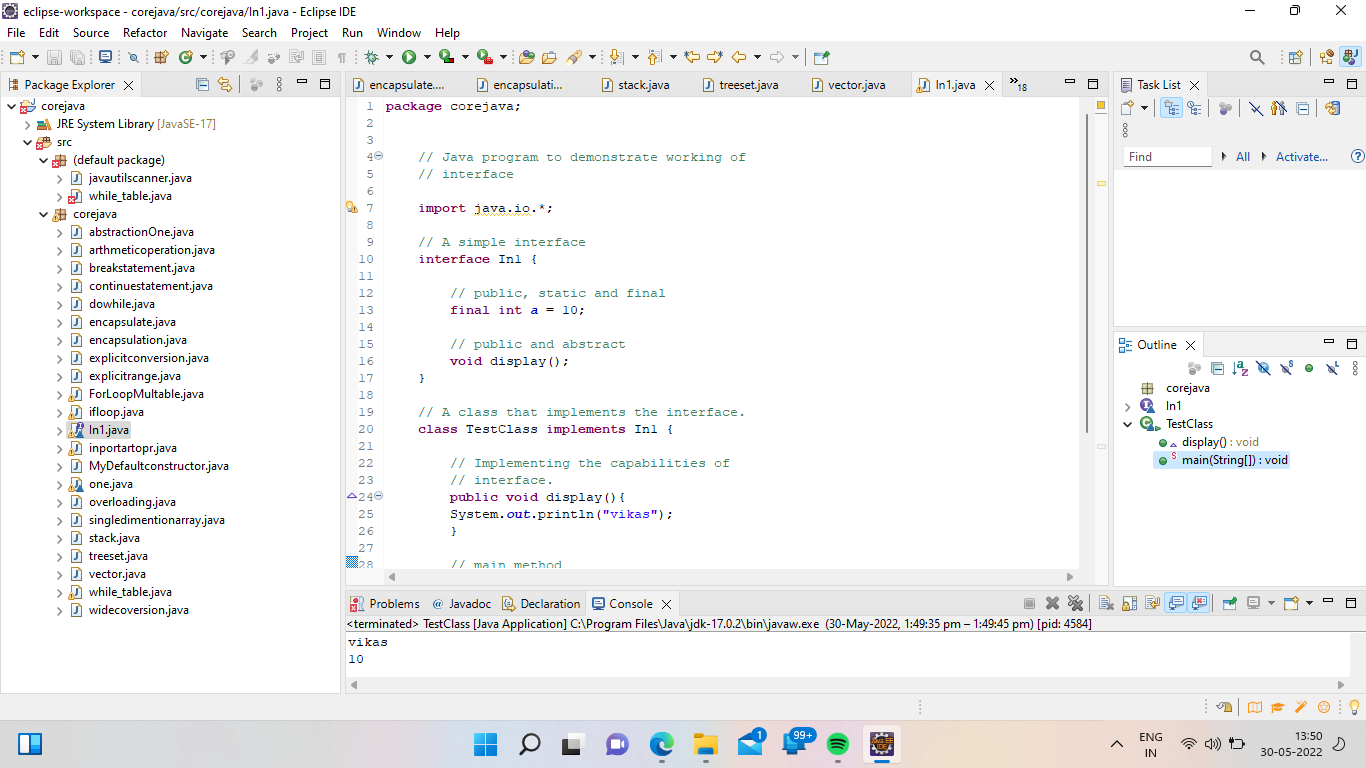 eclipse-workspace - corejava/src/corejava/In1.java - Eclipse IDE
File Edit Source Refactor Navigate Search Project Run Window Help
Package Explorer
corejava
JRE System Library [JavaSE-17]
src
(default package)
javautilscanner.java
while_table.java
corejava
abstractionOne.java
arthmeticoperation.java
breakstatement.java
continuestatement.java
dowhile.java
encapsulate.java
encapsulation.java
explicitconversion.java
explicitrange.java
ForLoopMultable.java
ifloop.java
In1.java
inportartopr.java
MyDefaultconstructor.java
one.java
overloading.java
singledimentionarray.java
stack.java
treeset.java
vector.java
while_table.java
widecoversion.java
encapsulate.... encapsulati... stack.java treeset.java vector.java In1.java 18
1 package corejava;
2
3
4 // Java program to demonstrate working of
5 // interface
6
7 import java.io.*;
8
9 // A simple interface
10 interface In1 {
11
12 // public, static and final
13 final int a = 10;
14
15 // public and abstract
16 void display();
17 }
18
19 // A class that implements the interface.
20 class TestClass implements In1 {
21
22 // Implementing the capabilities of
23 // interface.
24 public void display(){
25 System.out.println("vikas");
26 }
27
28 // main method
Task List
Find All Activate...
Outline
corejava
In1
TestClass
display() : void
main(String[]) : void
Problems @ Javadoc Declaration Console
<terminated> TestClass [Java Application] C:\Program Files\Java\jdk-17.0.2\bin\javaw.exe (30-May-2022, 1:49:35 pm – 1:49:45 pm) [pid: 4584]
vikas
10
1
99+
Java EE
IDE
ENG
IN
13:50
30-05-2022